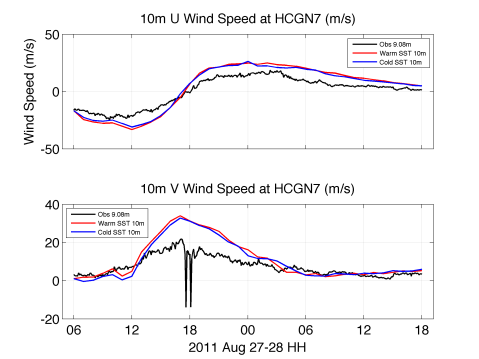 10m U Wind Speed at HCGN7 (m/s)
Wind Speed (m/s)
50
0
-50
Obs 9.08m
Warm SST 10m
Cold SST 10m
10m V Wind Speed at HCGN7 (m/s)
40
20
0
-20
Obs 9.08m
Warm SST 10m
Cold SST 10m
06 12 18 00 06 12 18
2011 Aug 27-28 HH